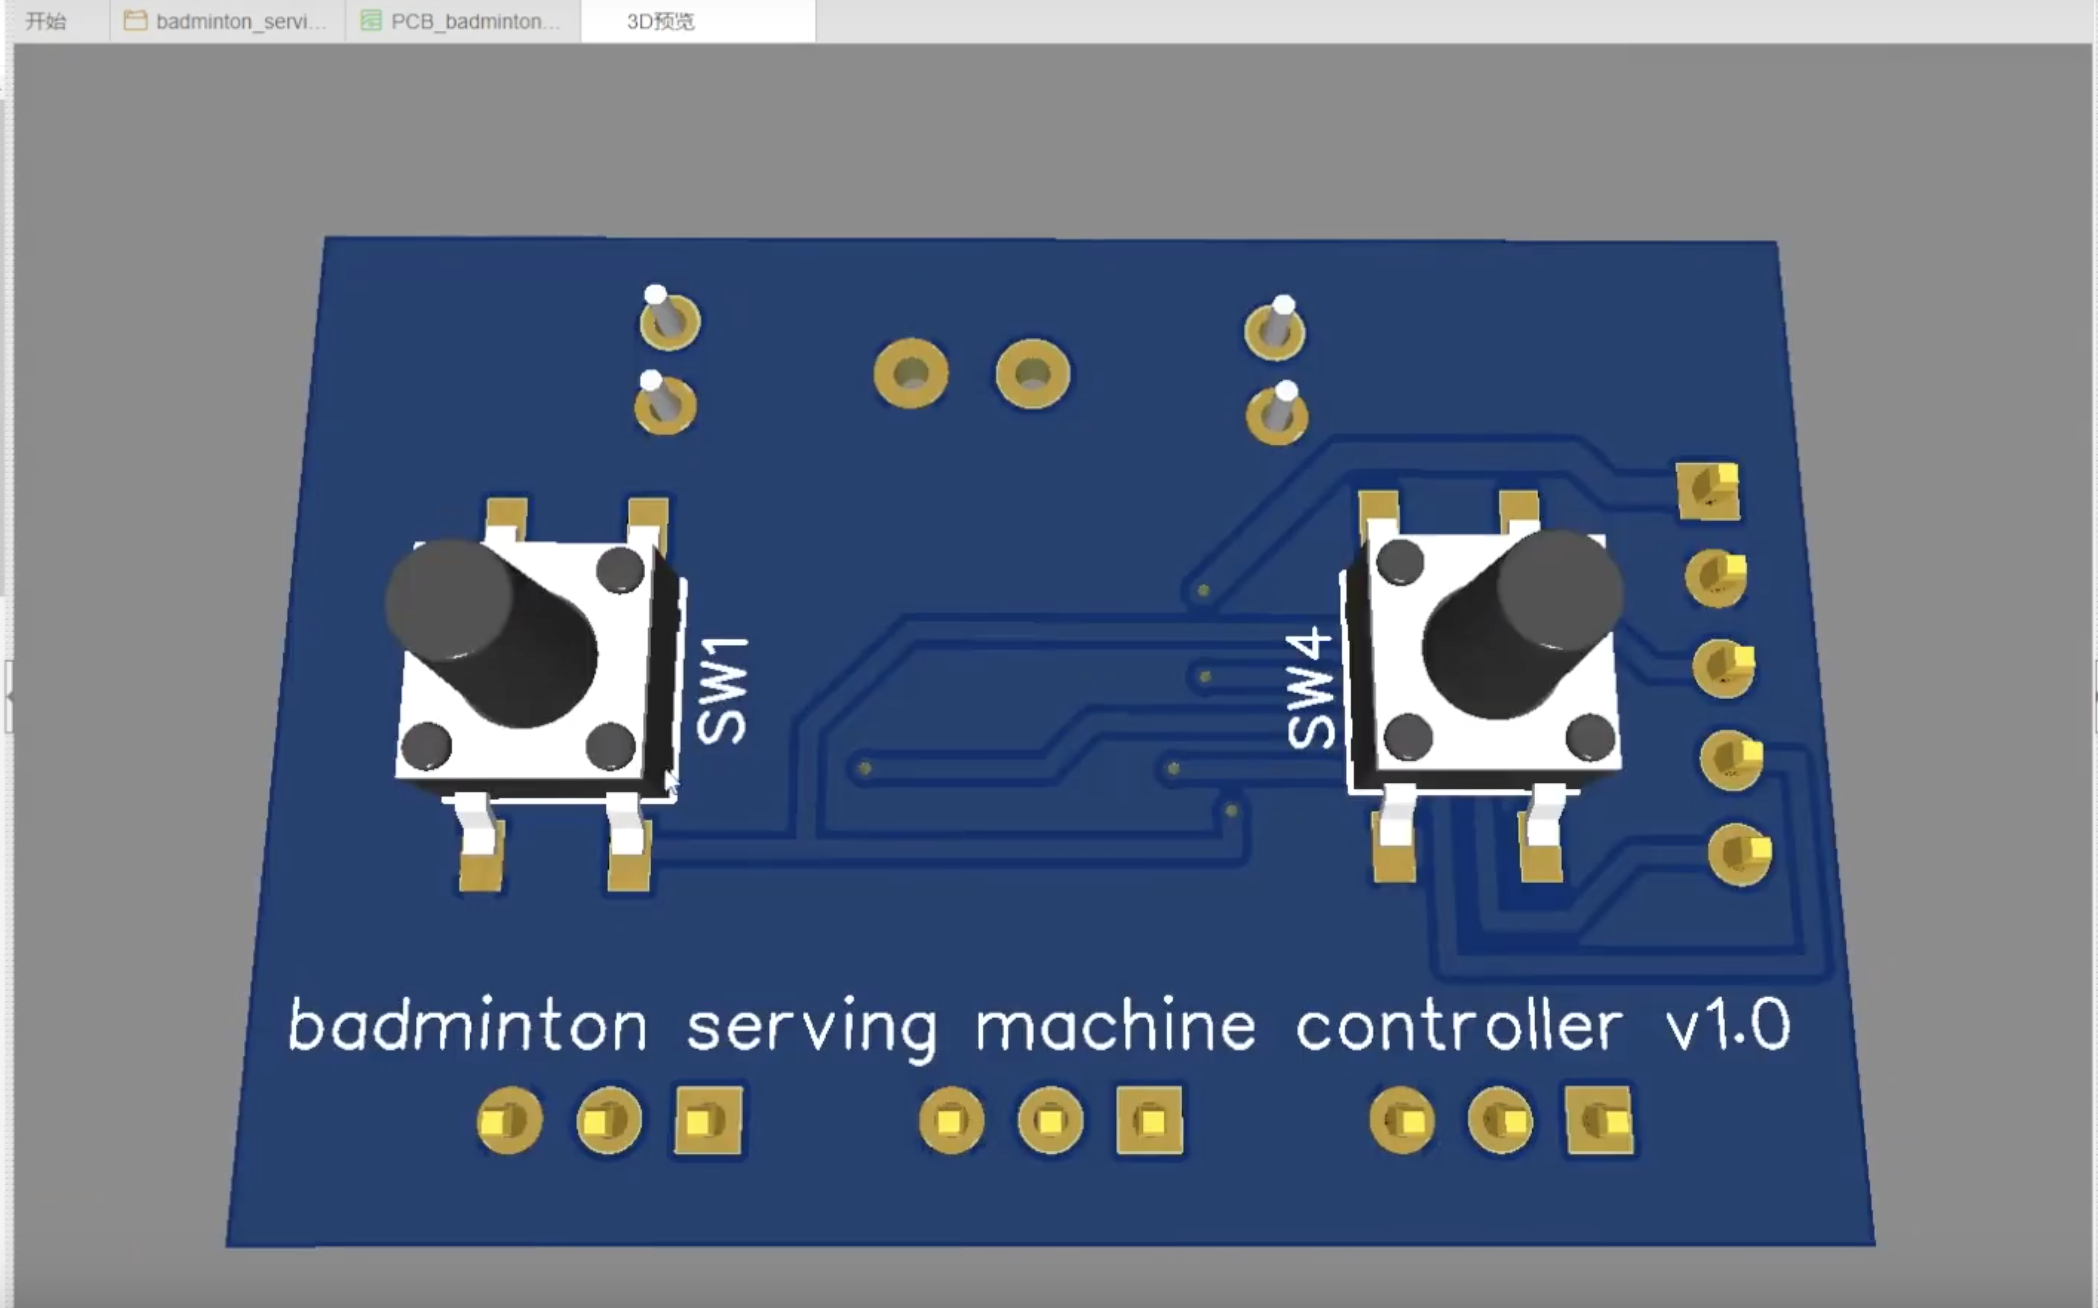 开始
badminton_servi...
PCB_badminton...
3D预览
SW1
SW4
badminton serving machine controller v1.0